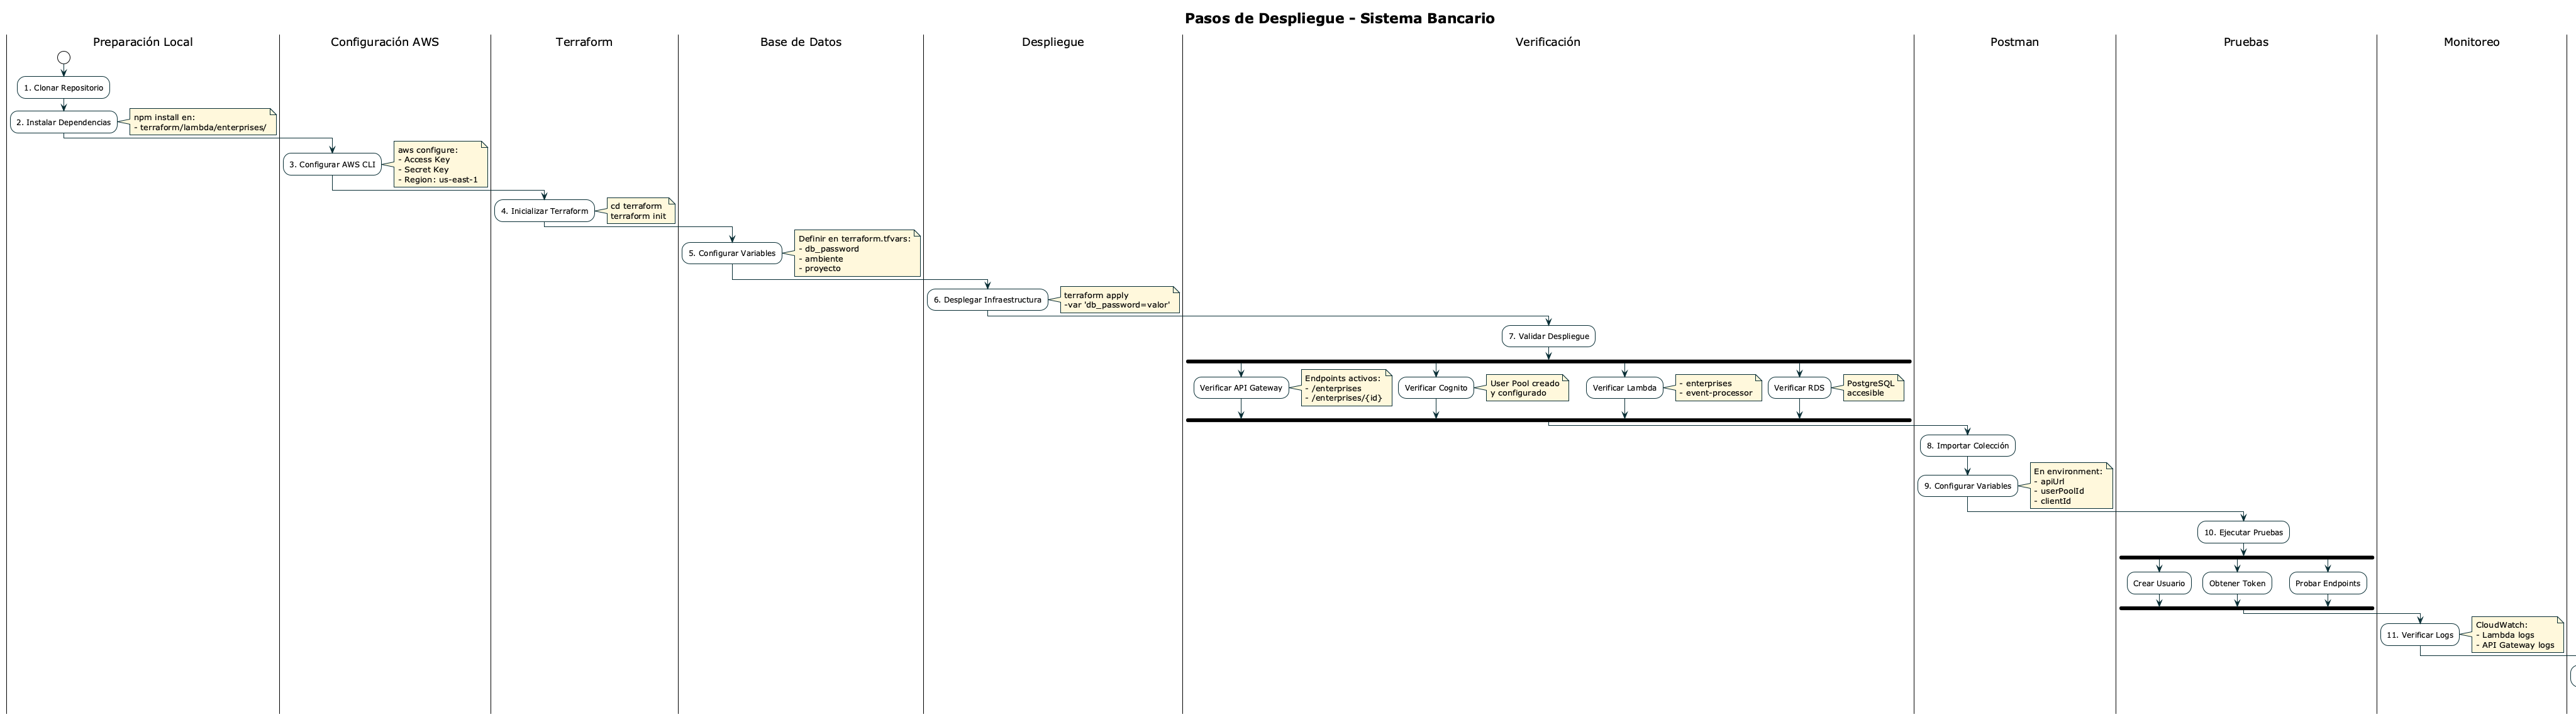 Pasos de Despliegue - Sistema Bancario
Preparación Local
Configuración AWS
Terraform
Base de Datos
Despliegue
Verificación
Postman
Pruebas
Monitoreo
1. Clonar Repositorio
2. Instalar Dependencias
npm install en:
- terraform/lambda/enterprises/
3. Configurar AWS CLI
aws configure:
- Access Key
- Secret Key
- Region: us-east-1
4. Inicializar Terraform
cd terraform
terraform init
5. Configurar Variables
Definir en terraform.tfvars:
- db_password
- ambiente
- proyecto
6. Desplegar Infraestructura
terraform apply
-var 'db_password=valor'
7. Validar Despliegue
Verificar API Gateway
Endpoints activos:
- /enterprises
- /enterprises/{id}
Verificar Cognito
User Pool creado
y configurado
Verificar Lambda
- enterprises
- event-processor
Verificar RDS
PostgreSQL
accesible
8. Importar Colección
9. Configurar Variables
En environment:
- apiUrl
- userPoolId
- clientId
10. Ejecutar Pruebas
Crear Usuario
Obtener Token
Probar Endpoints
11. Verificar Logs
CloudWatch:
- Lambda logs
- API Gateway logs